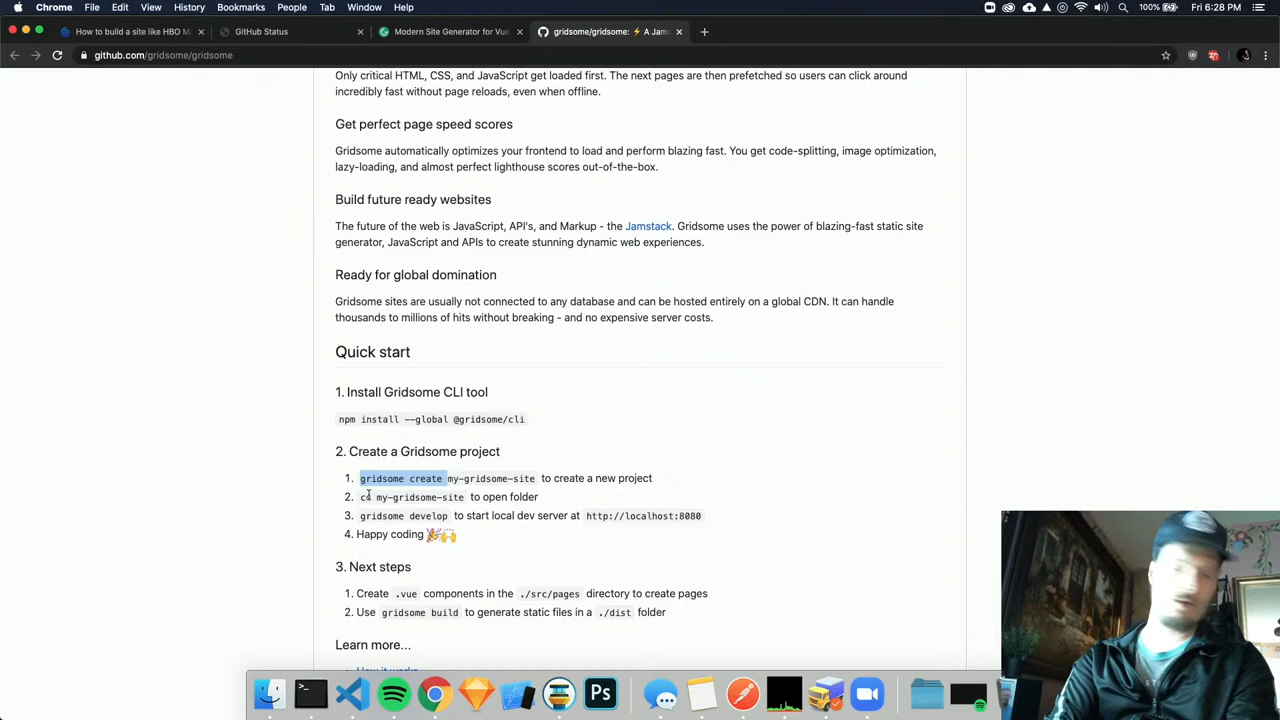 Chrome File Edit View History Bookmarks People Tab Window Help 100% Fri 6:28 PM
How to build a site like HBO M GitHub Status Modern Site Generator for Vue gridsome/gridsome: ⚡ A Jams
github.com/gridsome/gridsome
Only critical HTML, CSS, and JavaScript get loaded first. The next pages are then prefetched so users can click around
incredibly fast without page reloads, even when offline.
Get perfect page speed scores
Gridsome automatically optimizes your frontend to load and perform blazing fast. You get code-splitting, image optimization,
lazy-loading, and almost perfect lighthouse scores out-of-the-box.
Build future ready websites
The future of the web is JavaScript, API's, and Markup - the Jamstack. Gridsome uses the power of blazing-fast static site
generator, JavaScript and APIs to create stunning dynamic web experiences.
Ready for global domination
Gridsome sites are usually not connected to any database and can be hosted entirely on a global CDN. It can handle
thousands to millions of hits without breaking - and no expensive server costs.
Quick start
1. Install Gridsome CLI tool
npm install --global @gridsome/cli
2. Create a Gridsome project
1. gridsome create my-gridsome-site to create a new project
2. cd my-gridsome-site to open folder
3. gridsome develop to start local dev server at http://localhost:8080
4. Happy coding 🎉🙌
3. Next steps
1. Create .vue components in the ./src/pages directory to create pages
2. Use gridsome build to generate static files in a ./dist folder
Learn more...
How it works
Ps